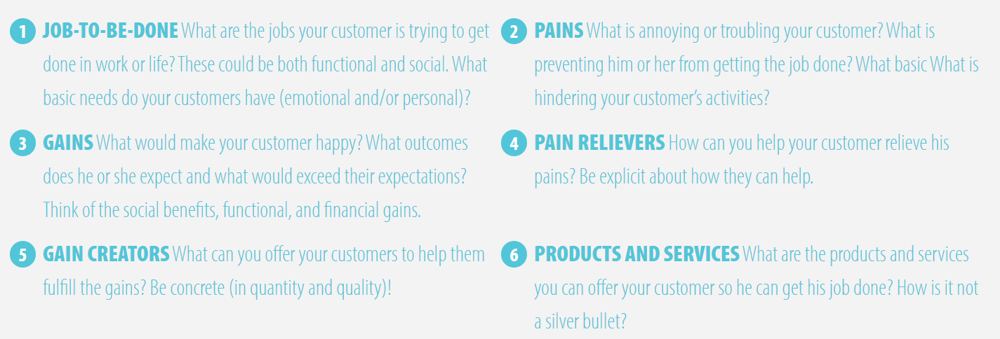 1 JOB-TO-BE-DONE What are the jobs your customer is trying to get
done in work or life? These could be both functional and social. What
basic needs do your customers have (emotional and/or personal)?
2 PAINS What is annoying or troubling your customer? What is
preventing him or her from getting the job done? What basic What is
hindering your customer’s activities?
3 GAINS What would make your customer happy? What outcomes
does he or she expect and what would exceed their expectations?
Think of the social benefits, functional, and financial gains.
4 PAIN RELIEVERS How can you help your customer relieve his
pains? Be explicit about how they can help.
5 GAIN CREATORS What can you offer your customers to help them
fulfill the gains? Be concrete (in quantity and quality)!
6 PRODUCTS AND SERVICES What are the products and services
you can offer your customer so he can get his job done? How is it not
a silver bullet?